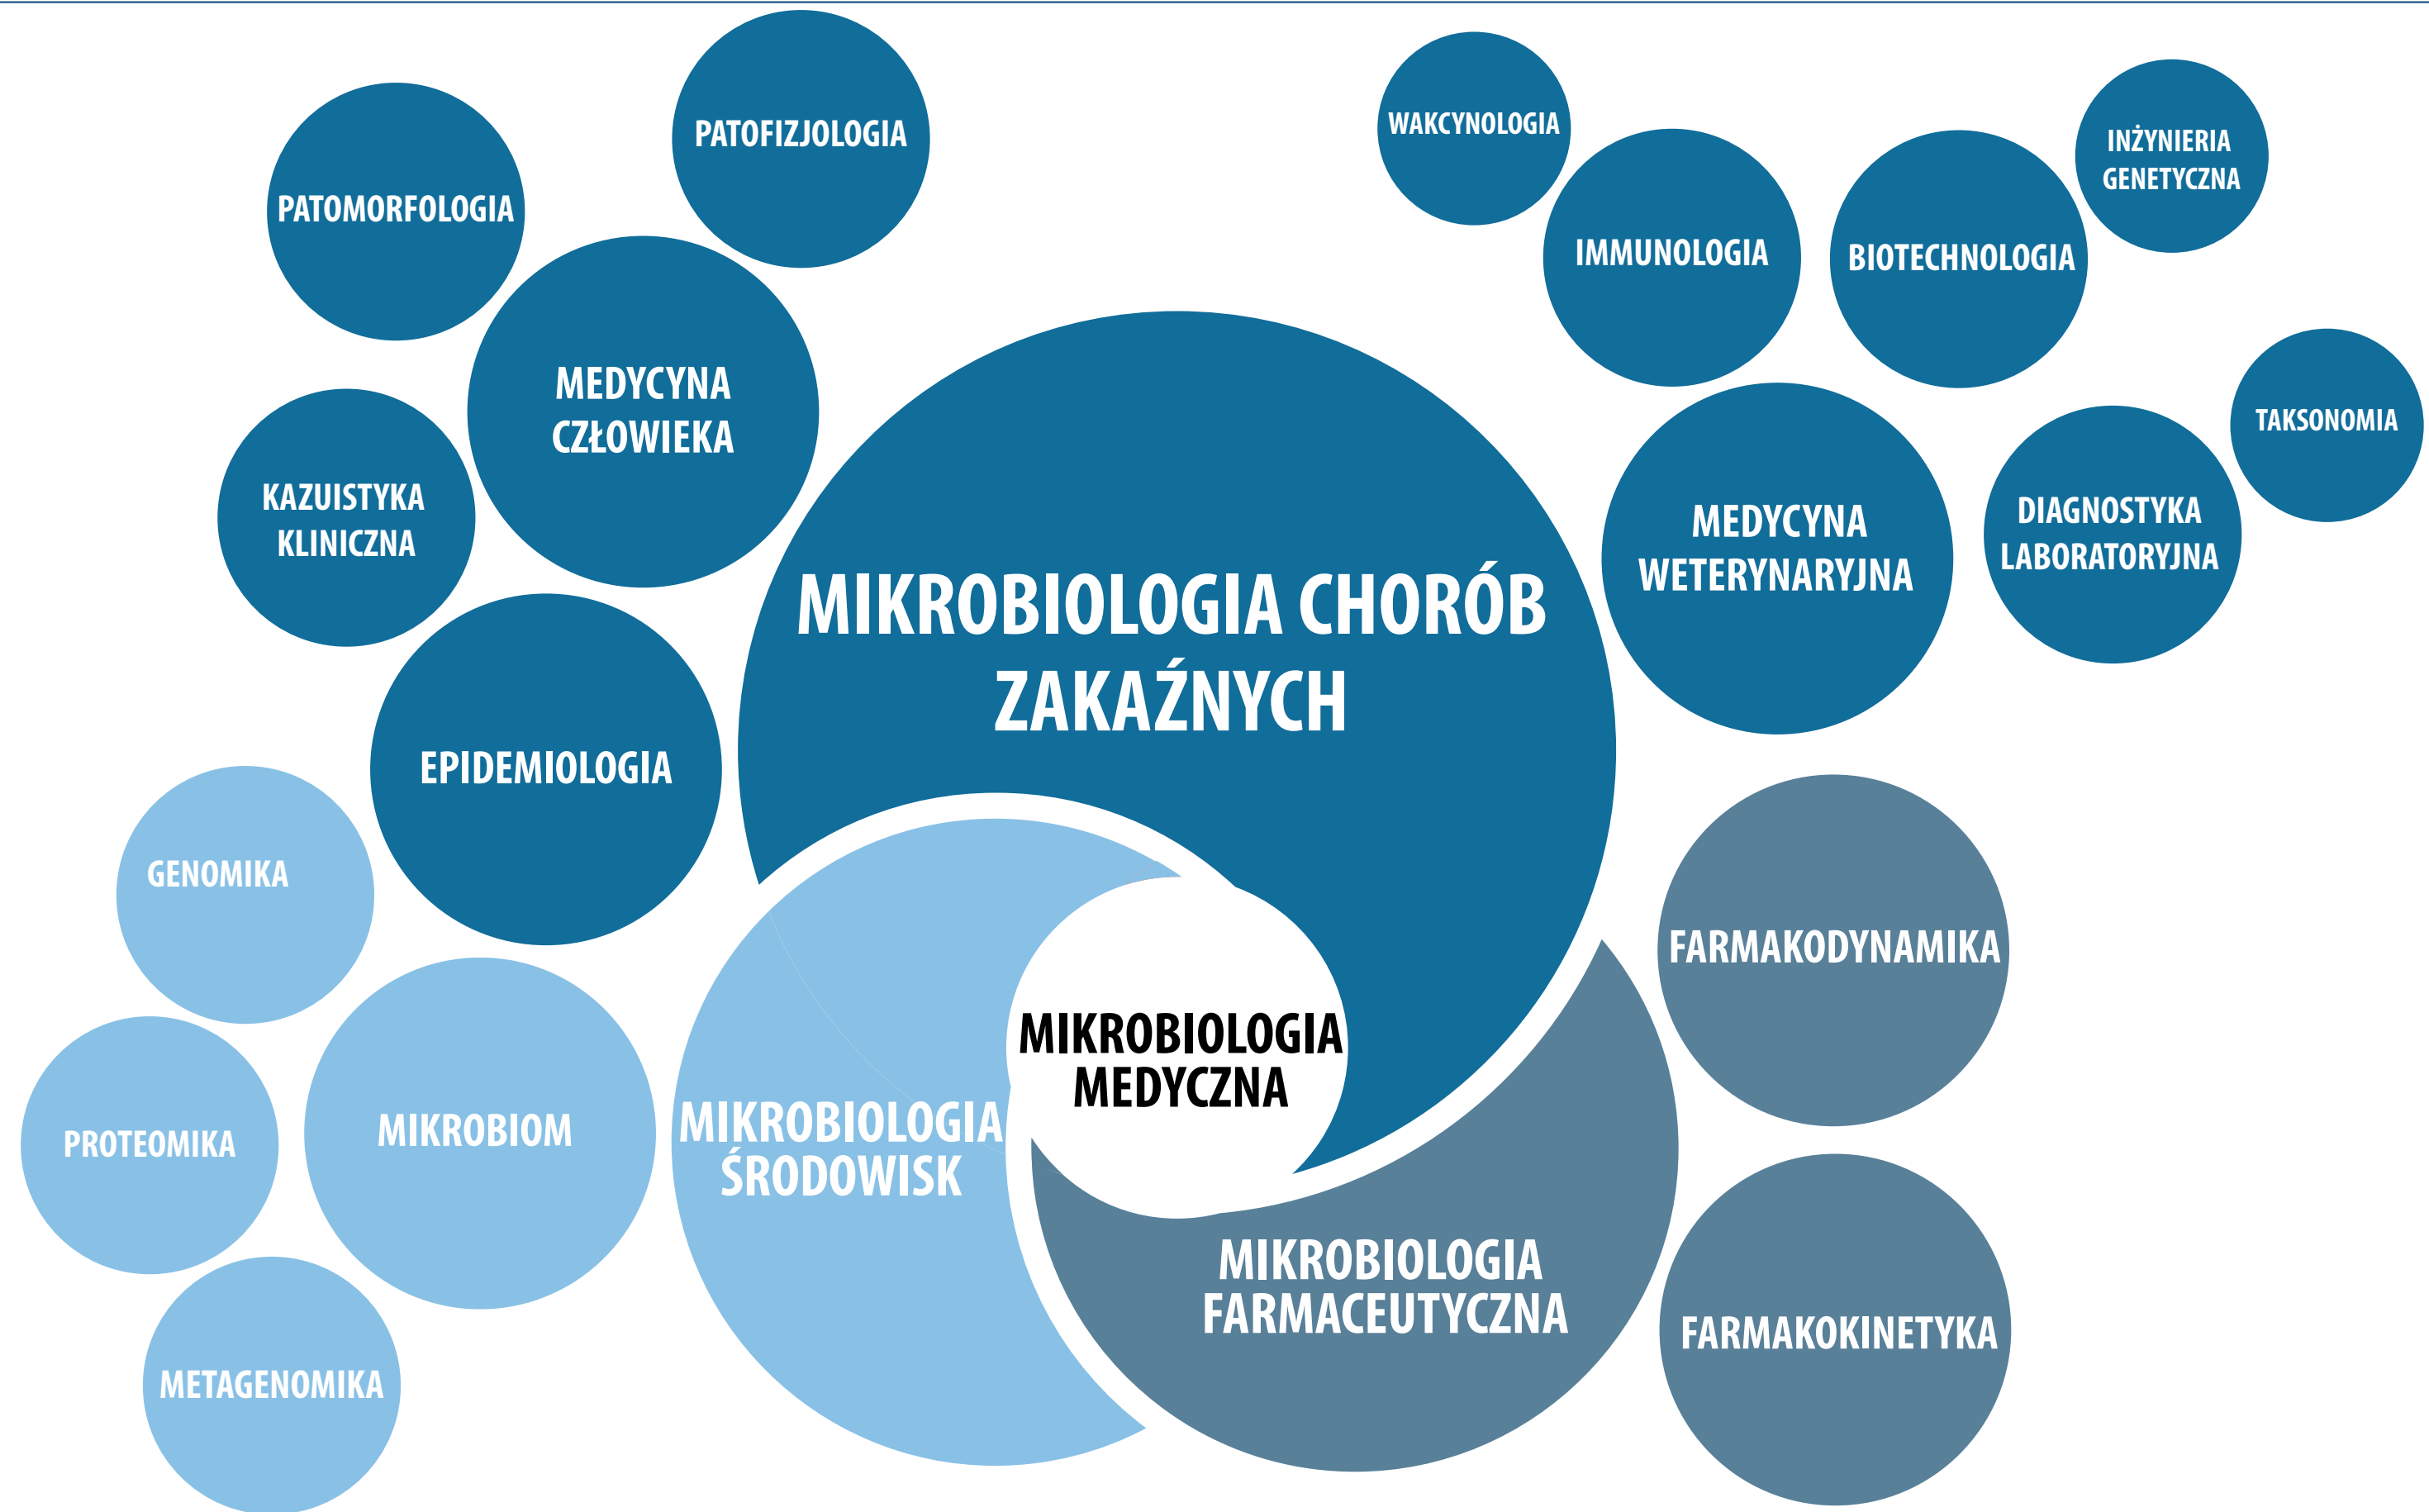 PATOFIZJOLOGIA
PATOMORFOLOGIA
MEDYCYNA
CZŁOWIEKA
KAZUISTYKA
KLINICZNA
EPIDEMIOLOGIA
WAKCYNOLOGIA
IMMUNOLOGIA
BIOTECHNOLOGIA
INŻYNIERIA
GENETYCZNA
TAKSONOMIA
DIAGNOSTYKA
LABORATORYJNA
MEDYCYNA
WETERYNARYJNA
MIKROBIOLOGIA CHORÓB
ZAKAŹNYCH
GENOMIKA
PROTEOMIKA
MIKROBIOM
METAGENOMIKA
MIKROBIOLOGIA
ŚRODOWISK
MIKROBIOLOGIA
MEDYCZNA
MIKROBIOLOGIA
FARMACEUTYCZNA
FARMAKODYNAMIKA
FARMAKOKINETYKA